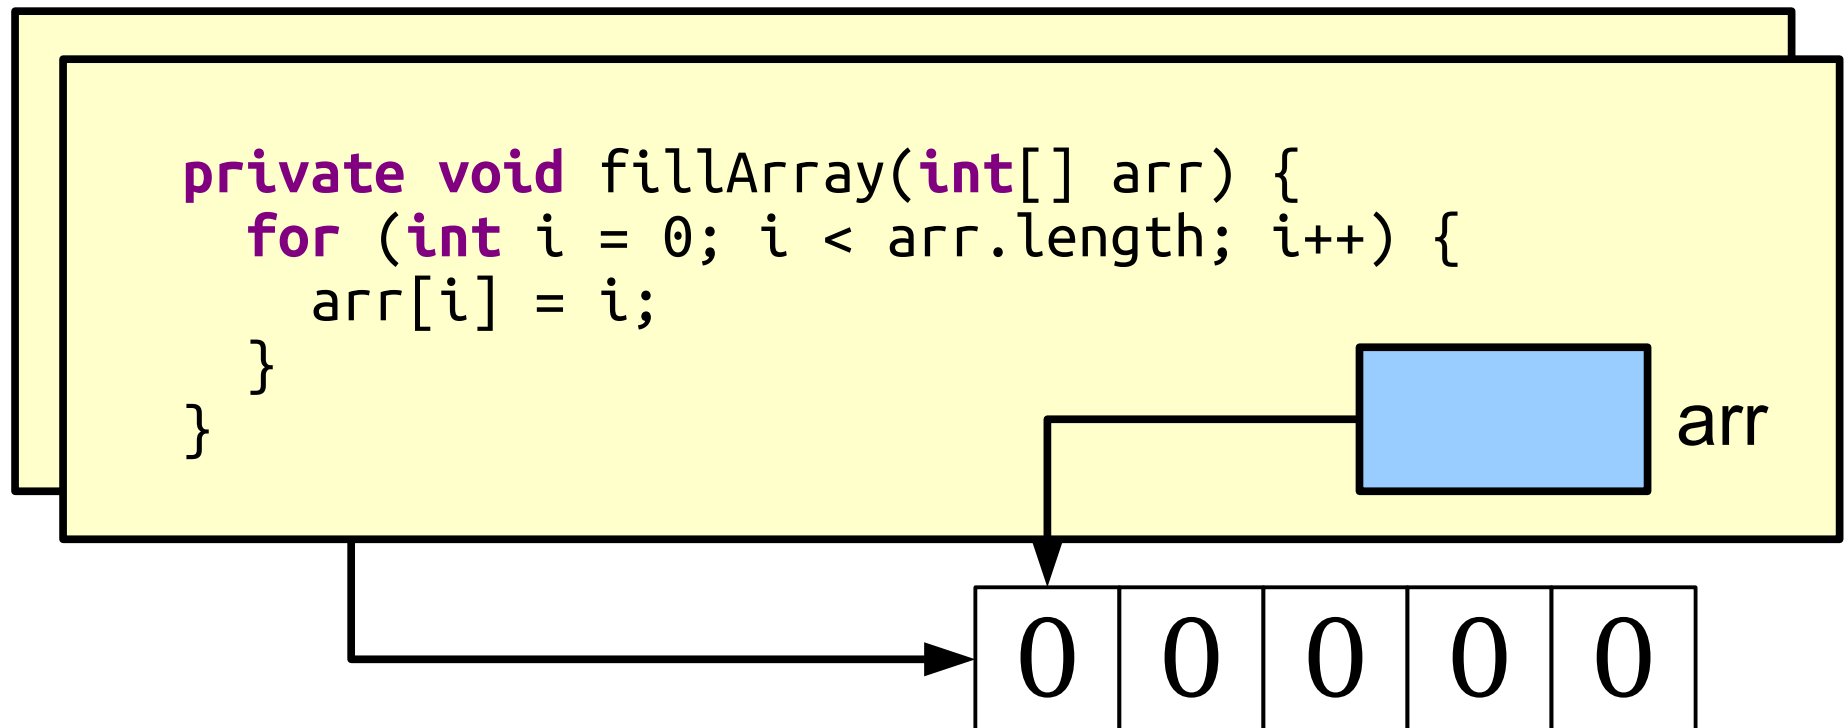 private void fillArray(int[] arr) {
for (int i = 0; i < arr.length; i++) {
arr[i] = i;
}
}
arr
0 0 0 0 0